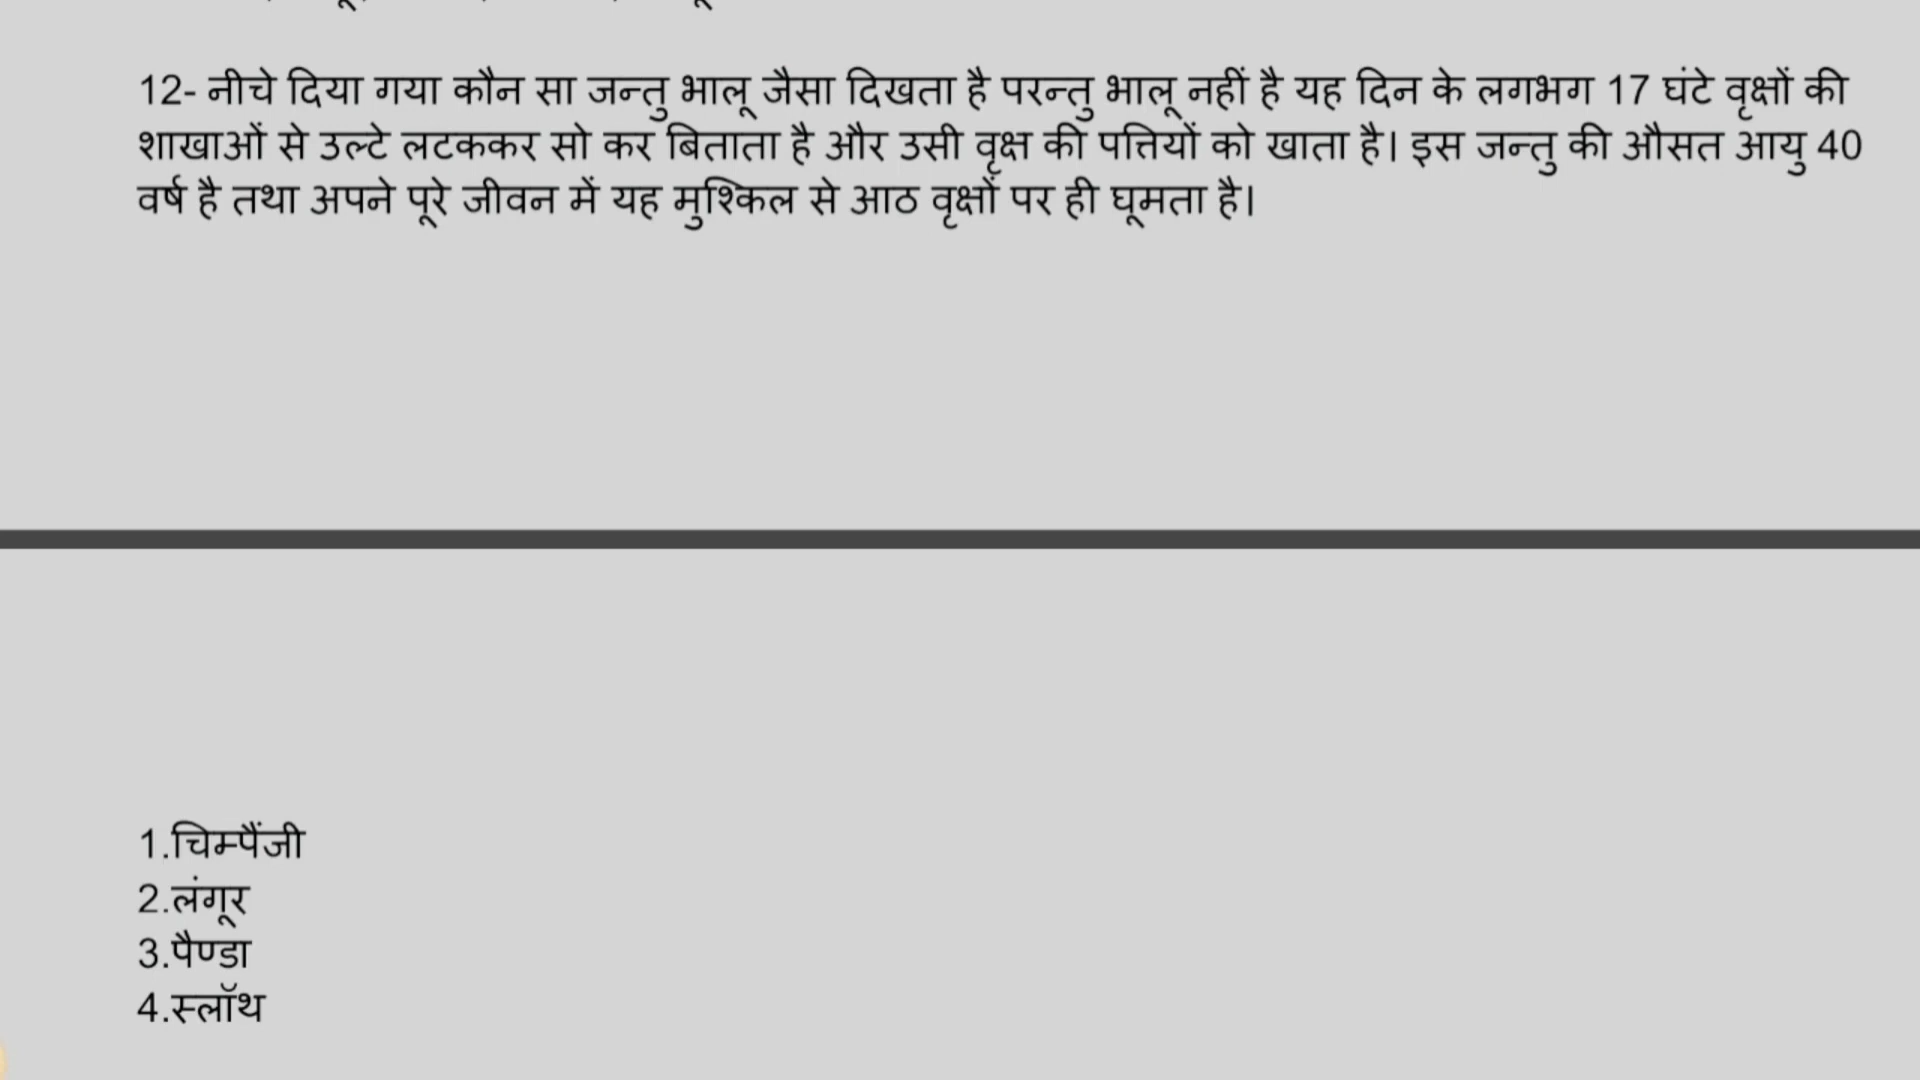 12- नीचे दिया गया कौन सा जन्तु भालू जैसा दिखता है परन्तु भालू नहीं है यह दिन के लगभग 17 घंटे वृक्षों की
शाखाओं से उल्टे लटककर सो कर बिताता है और उसी वृक्ष की पत्तियों को खाता है। इस जन्तु की औसत आयु 40
वर्ष है तथा अपने पूरे जीवन में यह मुश्किल से आठ वृक्षों पर ही घूमता है।
1.चिम्पैंजी
2.लंगूर
3.पैण्डा
4.स्लॉथ